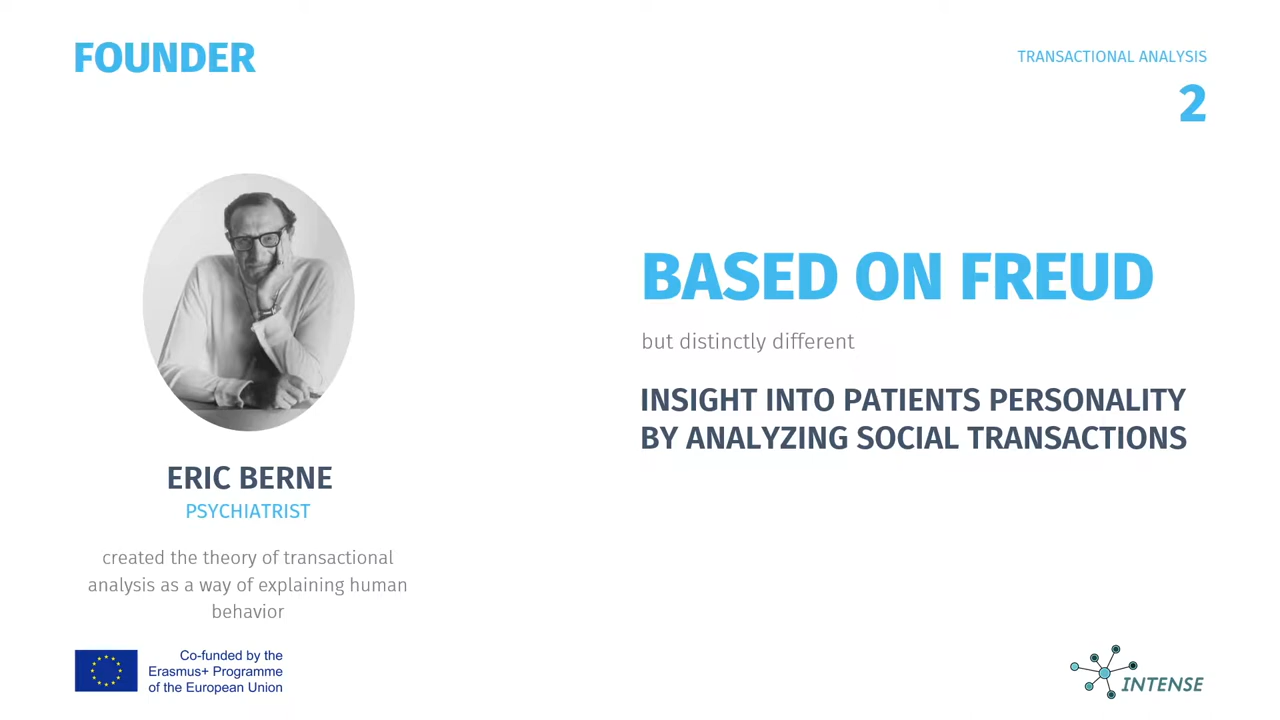 FOUNDER
TRANSACTIONAL ANALYSIS
2
BASED ON FREUD
but distinctly different
INSIGHT INTO PATIENTS PERSONALITY
BY ANALYZING SOCIAL TRANSACTIONS
ERIC BERNE
PSYCHIATRIST
created the theory of transactional
analysis as a way of explaining human
behavior
Co-funded by the
Erasmus+ Programme
of the European Union
INTENSE